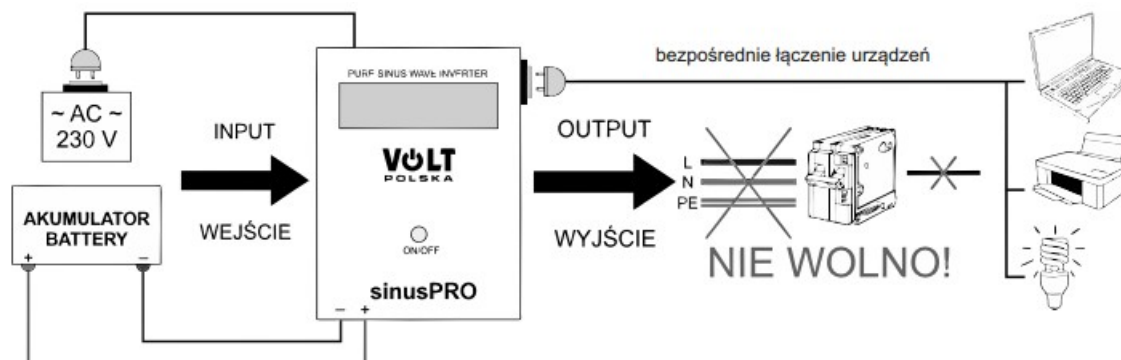 ~ AC ~
230 V
AKUMULATOR
BATTERY
+ −
INPUT
WEJŚCIE
PURE SINUS WAVE INVERTER
VOLT
POLSKA
ON/OFF
sinusPRO
− +
bezpośrednie łączenie urządzeń
OUTPUT
WYJŚCIE
L
N
PE
NIE WOLNO!